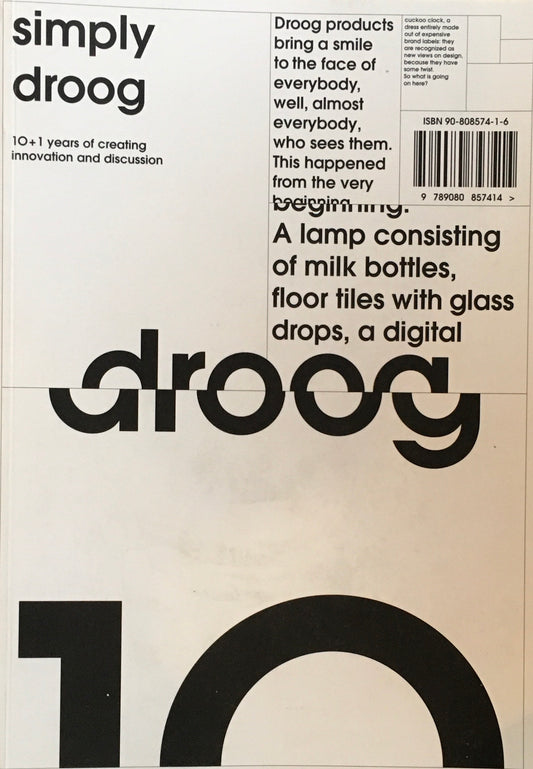 simply
droog
10+1 years of creating
innovation and discussion
Droog products
bring a smile
to the face of
everybody,
well, almost
everybody,
who sees them.
This happened
from the very
beginning.
A lamp consisting
of milk bottles,
floor tiles with glass
drops, a digital
cuckoo clock, a
dress entirely made
out of expensive
brand labels: they
are recognized as
new views on design,
because they have
some twist.
So what is going
on here?
ISBN 90-808574-1-6
9 789080 857414 >
droog
10